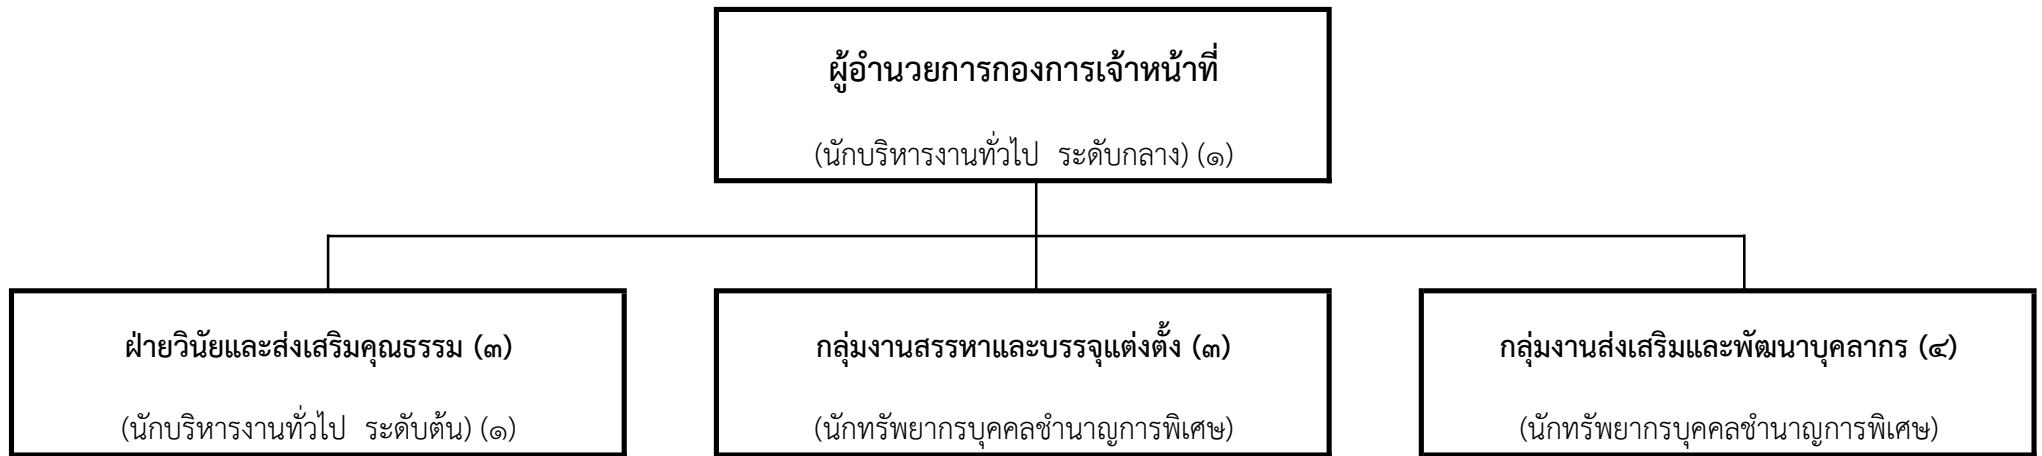 ผู้อำนวยการกองการเจ้าหน้าที่
(นักบริหารงานทั่วไป ระดับกลาง) (๑)
ฝ่ายวินัยและส่งเสริมคุณธรรม (๓)
(นักบริหารงานทั่วไป ระดับต้น) (๑)
กลุ่มงานสรรหาและบรรจุแต่งตั้ง (๓)
(นักทรัพยากรบุคคลชำนาญการพิเศษ)
กลุ่มงานส่งเสริมและพัฒนาบุคลากร (๔)
(นักทรัพยากรบุคคลชำนาญการพิเศษ)